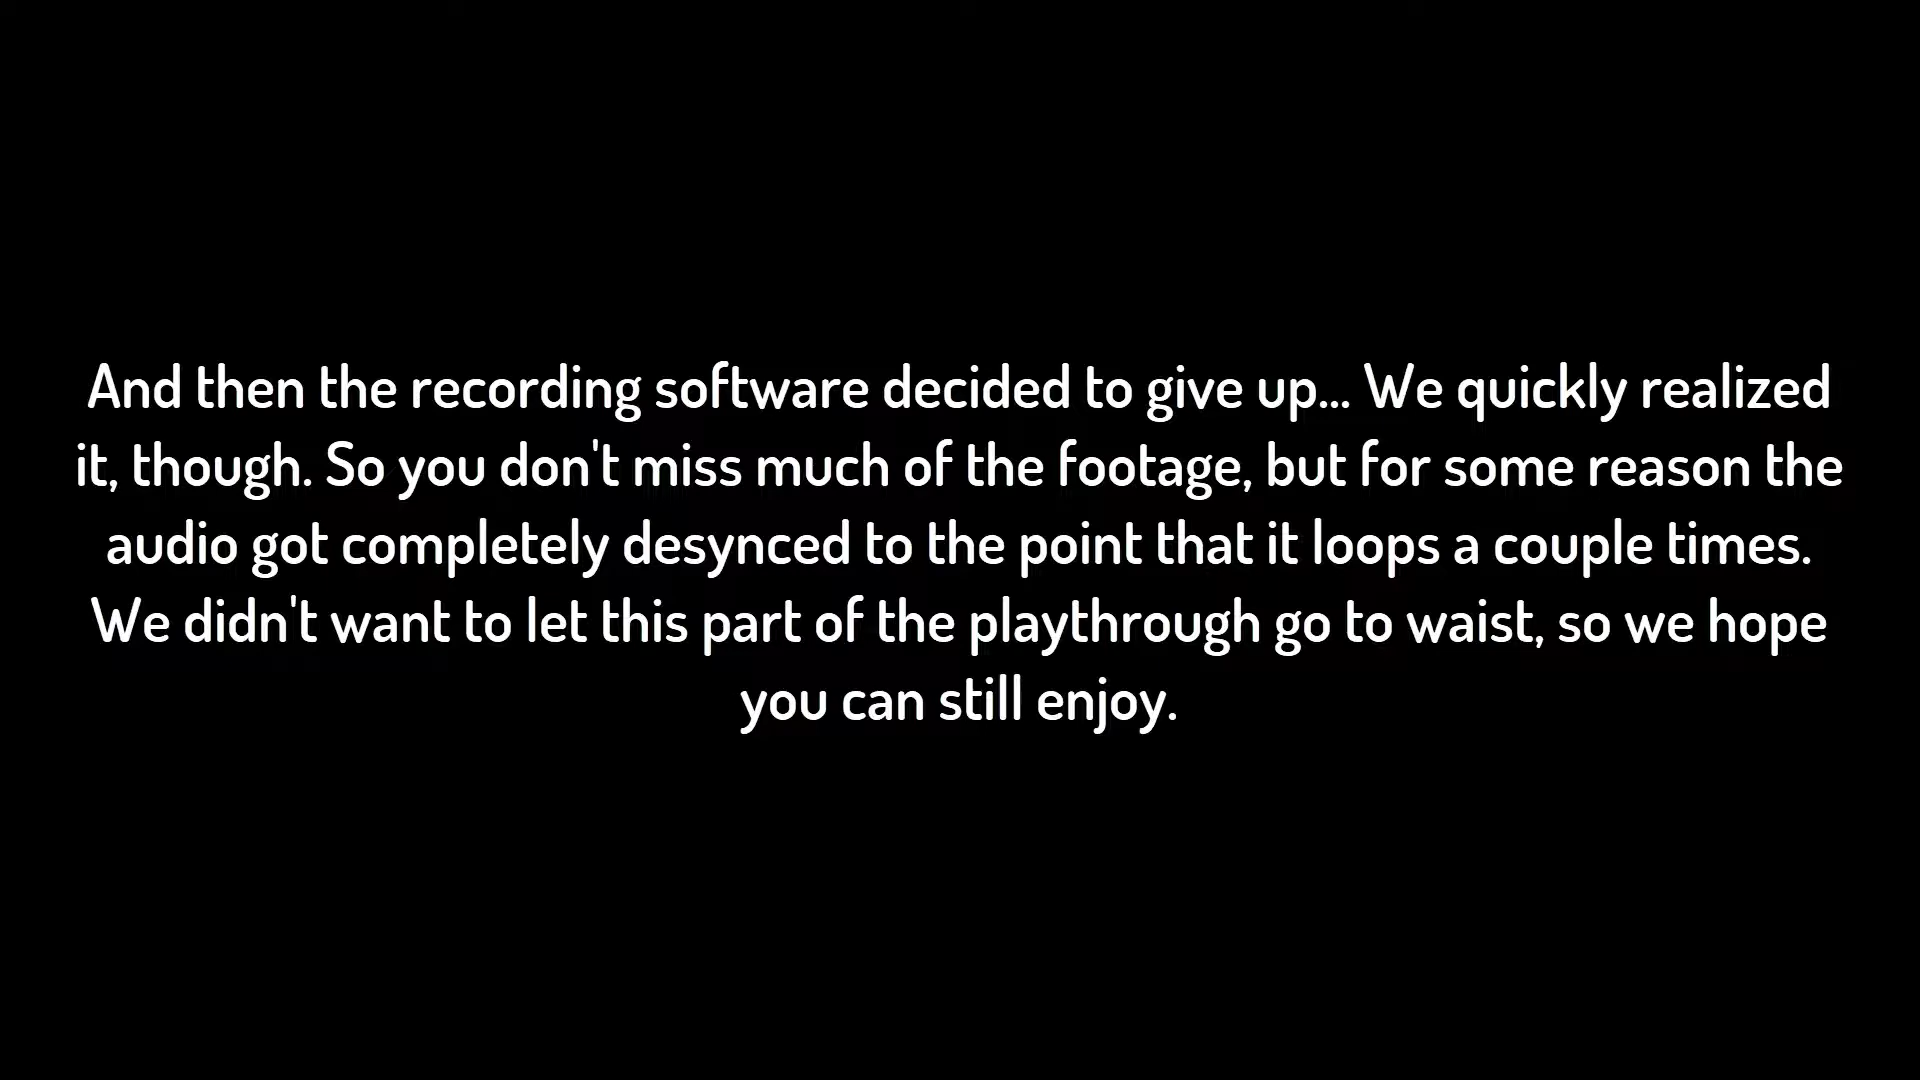 And then the recording software decided to give up... We quickly realized
it, though. So you don't miss much of the footage, but for some reason the
audio got completely desynced to the point that it loops a couple times.
We didn't want to let this part of the playthrough go to waist, so we hope
you can still enjoy.